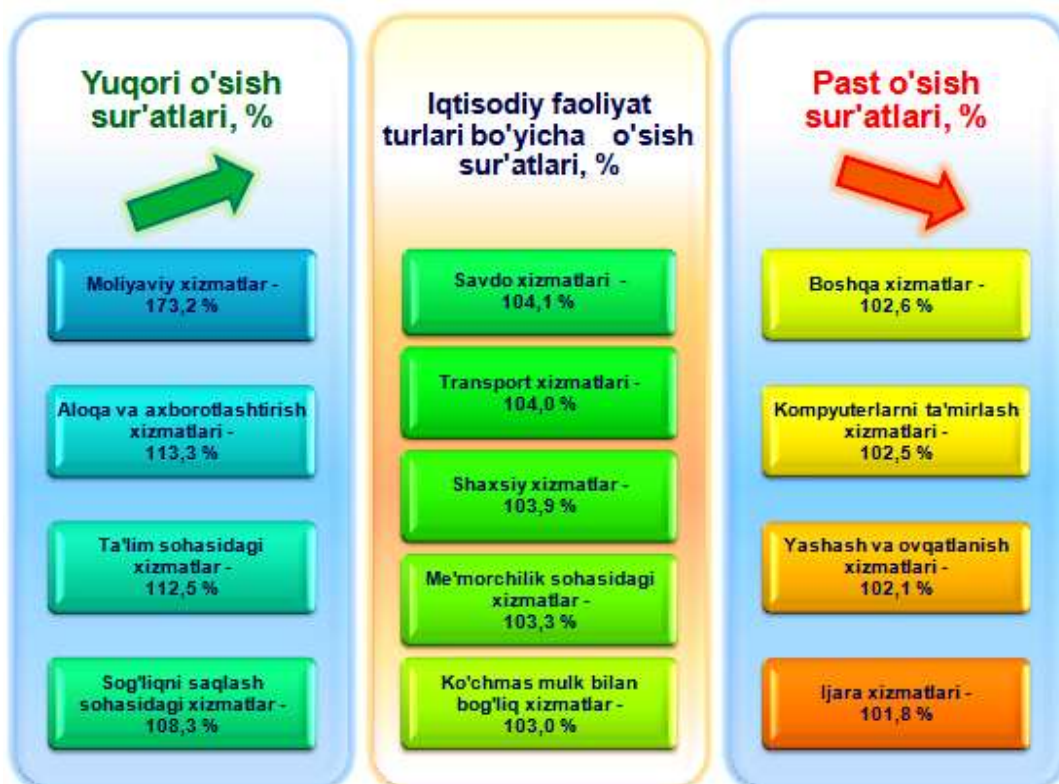 Yuqori o'sish
sur'atlari, %
Moliyaviy xizmatlar -
173,2 %
Aloqa va axborotlashtirish
xizmatlari -
113,3 %
Ta'lim sohasidagi
xizmatlar -
112,5 %
Sog'liqni saqlash
sohasidagi xizmatlar -
108,3 %
Iqtisodiy faoliyat
turlari bo'yicha o'sish
sur'atlari, %
Savdo xizmatlari -
104,1 %
Transport xizmatlari -
104,0 %
Shaxsiy xizmatlar -
103,9 %
Me'morchilik sohasidagi
xizmatlar -
103,3 %
Ko'chmas mulk bilan
bog'liq xizmatlar -
103,0 %
Past o'sish
sur'atlari, %
Boshqa xizmatlar -
102,6 %
Kompyuterlarni ta'mirlash
xizmatlari -
102,5 %
Yashash va ovqatlanish
xizmatlari -
102,1 %
Ijara xizmatlari -
101,8 %